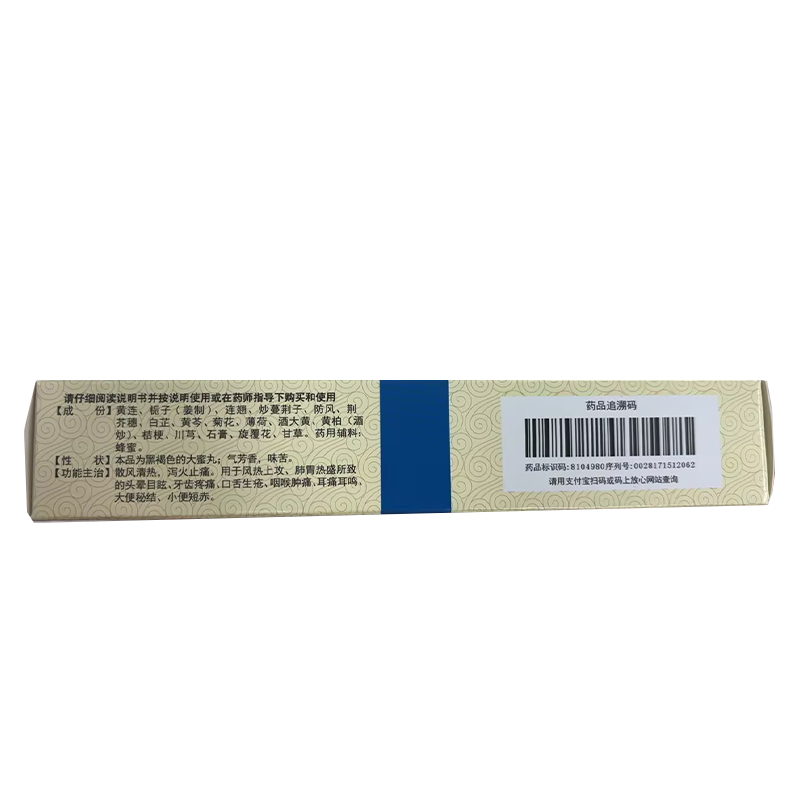 请仔细阅读说明书并按说明使用或在药师指导下购买和使用
【成　份】黄连、栀子（姜制）、连翘、炒蔓荆子、防风、荆
芥穗、白芷、黄芩、菊花、薄荷、酒大黄、黄柏（酒
炒）、桔梗、川芎、石膏、旋覆花、甘草。药用辅料：
蜂蜜。
【性　状】本品为黑褐色的大蜜丸；气芳香，味苦。
【功能主治】散风清热，泻火止痛。用于风热上攻、肺胃热盛所致
的头晕目眩、牙齿疼痛、口舌生疮、咽喉肿痛、耳痛耳鸣、
大便秘结、小便短赤。
药品追溯码
药品标识码:8104980序列号:0028171512062
请用支付宝扫码或码上放心网站查询